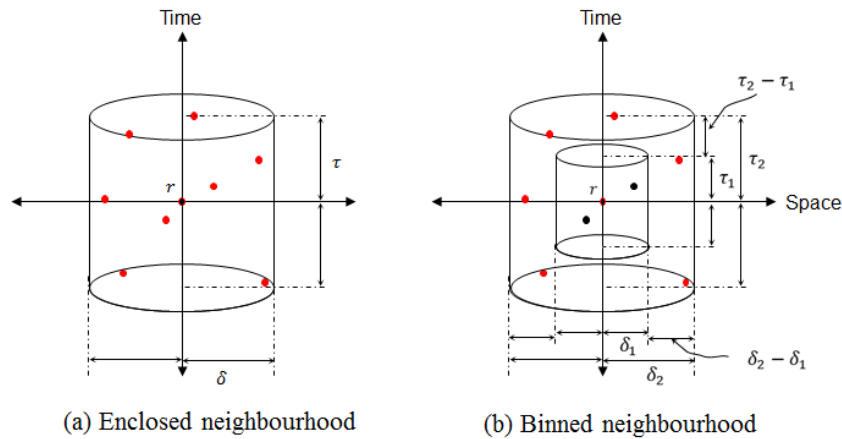 Time
τ
r
δ
(a) Enclosed neighbourhood
Time
τ₂ − τ₁
τ₂
τ₁
r
Space
δ₁
δ₂
δ₂ − δ₁
(b) Binned neighbourhood